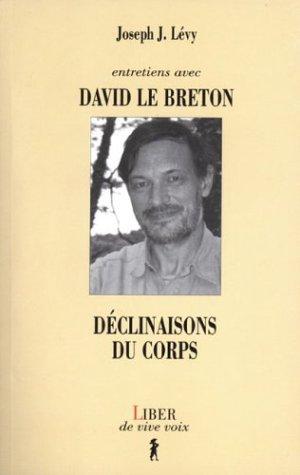 Joseph J. Lévy
entretiens avec
DAVID LE BRETON
DÉCLINAISONS
DU CORPS
LIBER
de vive voix